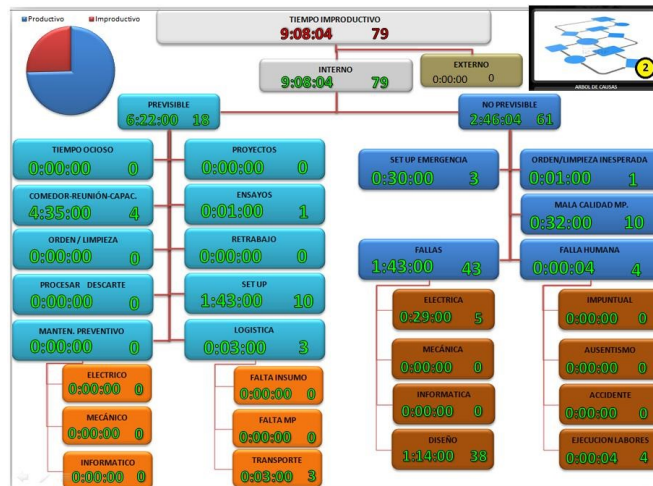 Productivo Improductivo
TIEMPO IMPRODUCTIVO
9:08:04 79
INTERNO
9:08:04 79
EXTERNO
0:00:00 0
2
ARBOL DE CAUSAS
PREVISIBLE
6:22:00 18
NO PREVISIBLE
2:46:04 61
TIEMPO OCIOSO
0:00:00 0
PROYECTOS
0:00:00 0
COMEDOR-REUNIÓN-CAPAC.
4:35:00 4
ENSAYOS
0:01:00 1
ORDEN / LIMPIEZA
0:00:00 0
RETRABAJO
0:00:00 0
PROCESAR DESCARTE
0:00:00 0
SET UP
1:43:00 10
MANTEN. PREVENTIVO
0:00:00 0
LOGISTICA
0:03:00 3
ELECTRICO
0:00:00 0
MECÁNICO
0:00:00 0
INFORMATICO
0:00:00 0
FALTA INSUMO
0:00:00 0
FALTA MP
0:00:00 0
TRANSPORTE
0:03:00 3
SET UP EMERGENCIA
0:30:00 3
ORDEN/LIMPIEZA INESPERADA
0:01:00 1
MALA CALIDAD MP.
0:32:00 10
FALLAS
1:43:00 43
FALLA HUMANA
0:00:04 4
ELECTRICA
0:29:00 5
MECÁNICA
0:00:00 0
INFORMATICA
0:00:00 0
DISEÑO
1:14:00 38
IMPUNTUAL
0:00:00 0
AUSENTISMO
0:00:00 0
ACCIDENTE
0:00:00 0
EJECUCION LABORES
0:00:04 4